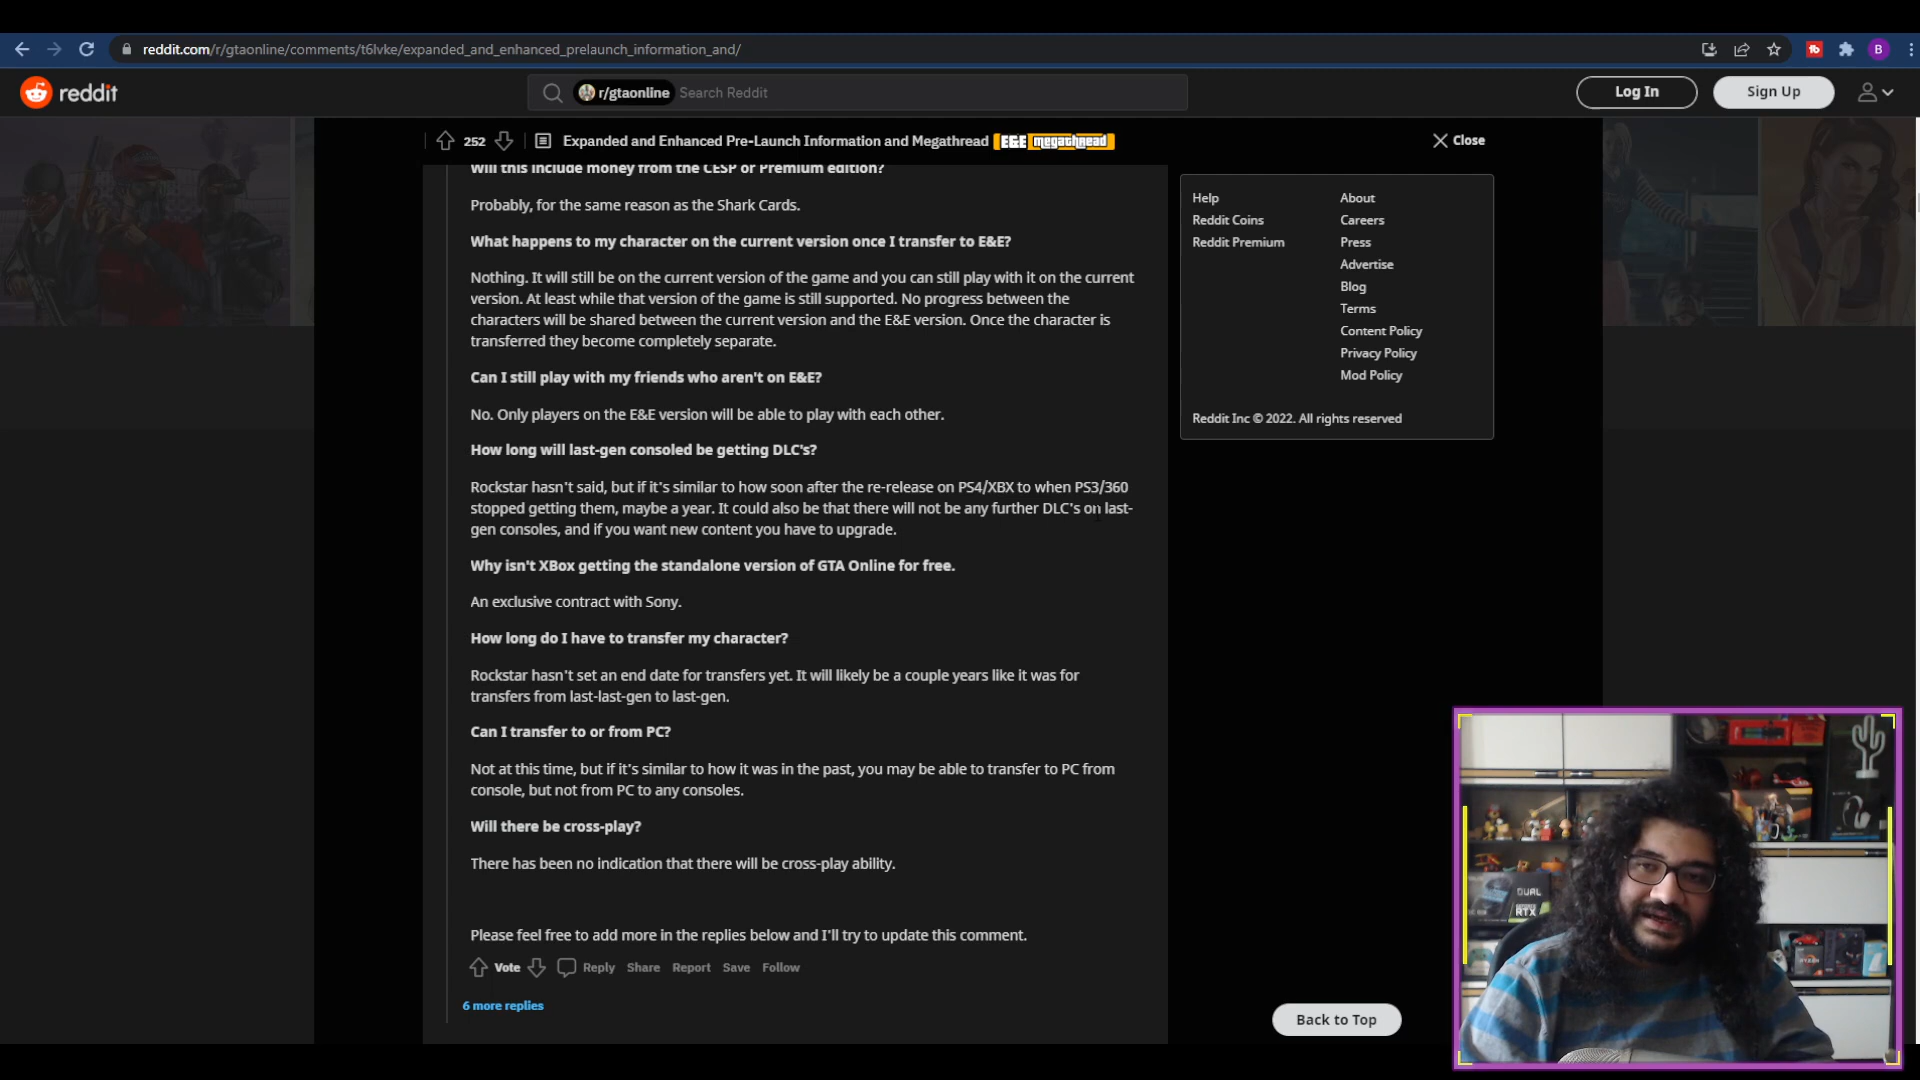 reddit.com/r/gtaonline/comments/t6lvke/expanded_and_enhanced_prelaunch_information_and/
B
reddit
r/gtaonline Search Reddit
Log In
Sign Up
252
Expanded and Enhanced Pre-Launch Information and Megathread E&E megathread
Close
Will this include money from the CESP or Premium edition?
Probably, for the same reason as the Shark Cards.
What happens to my character on the current version once I transfer to E&E?
Nothing. It will still be on the current version of the game and you can still play with it on the current
version. At least while that version of the game is still supported. No progress between the
characters will be shared between the current version and the E&E version. Once the character is
transferred they become completely separate.
Can I still play with my friends who aren't on E&E?
No. Only players on the E&E version will be able to play with each other.
How long will last-gen consoled be getting DLC's?
Rockstar hasn't said, but if it's similar to how soon after the re-release on PS4/XBX to when PS3/360
stopped getting them, maybe a year. It could also be that there will not be any further DLC's on last-
gen consoles, and if you want new content you have to upgrade.
Why isn't XBox getting the standalone version of GTA Online for free.
An exclusive contract with Sony.
How long do I have to transfer my character?
Rockstar hasn't set an end date for transfers yet. It will likely be a couple years like it was for
transfers from last-last-gen to last-gen.
Can I transfer to or from PC?
Not at this time, but if it's similar to how it was in the past, you may be able to transfer to PC from
console, but not from PC to any consoles.
Will there be cross-play?
There has been no indication that there will be cross-play ability.
Please feel free to add more in the replies below and I'll try to update this comment.
Vote
Reply
Share
Report
Save
Follow
6 more replies
Help
Reddit Coins
Reddit Premium
About
Careers
Press
Advertise
Blog
Terms
Content Policy
Privacy Policy
Mod Policy
Reddit Inc © 2022. All rights reserved
Back to Top
DUAL
RTX
RYZEN